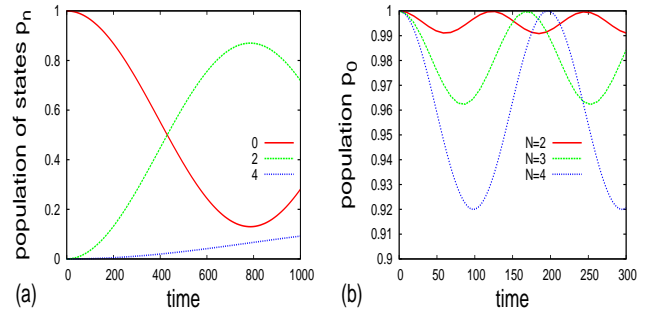 population of states pn
1
0.8
0.6
0.4
0.2
0
0
2
4
0 200 400 600 800 1000
(a)
time
population p0
1
0.99
0.98
0.97
0.96
0.95
0.94
0.93
0.92
0.91
0.9
N=2
N=3
N=4
0 50 100 150 200 250 300
(b)
time